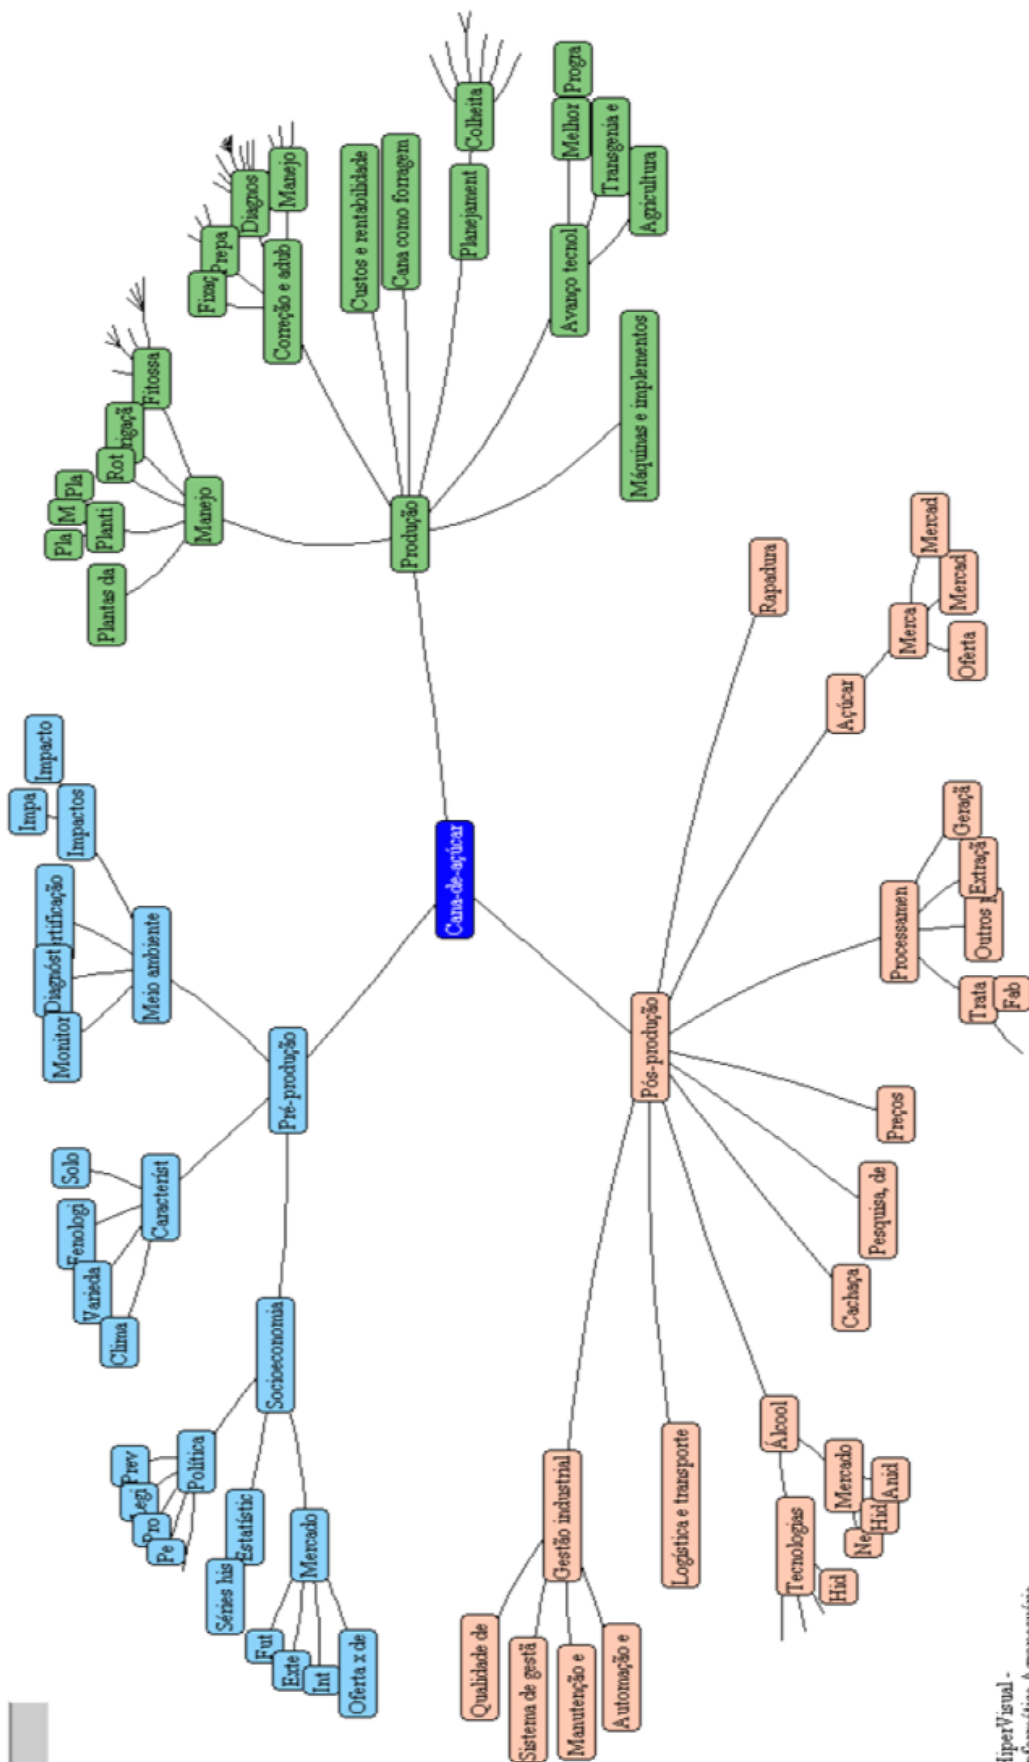 Cana-de-açúcar
Pré-produção
Meio ambiente
Monitor
Diagnóst
rtificação
Impactos
Impa
Impacto
Característ
Solo
Fenologi
Varieda
Clima
Socioeconomia
Política
Prev
egi
Pro
Pe
Estatístic
Séries his
Mercado
Fut
Exte
Int
Oferta x de
Produção
Manejo
Plantas da
Planti
Pla
M
Pla
Rot
rigaçã
Fitossa
Correção e adub
Fixaç
Prepa
Diagnos
Manejo
Custos e rentabilidade
Cana como forragem
Planejament
Colheita
Avanço tecnol
Melhor
Progra
Transgenia e
Agricultura
Máquinas e implementos
Pós-produção
Rapadura
Açúcar
Merca
Mercad
Mercad
Oferta
Processamen
Geraçã
Extraçã
Outros
Trata
Fab
Preços
Pesquisa, de
Cachaça
Álcool
Mercado
Anid
Hid
Ne
Tecnologias
Hid
Logística e transporte
Gestão industrial
Qualidade de
Sistema de gestã
Manutenção e
Automação e
HiperVisual -